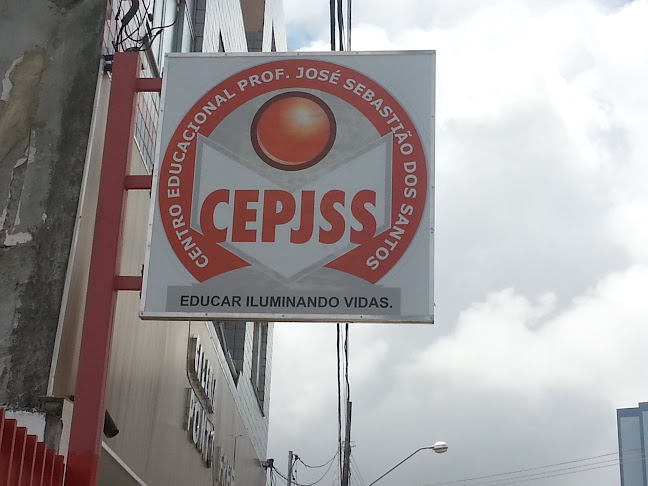 CENTRO EDUCACIONAL PROF. JOSÉ SEBASTIÃO DOS SANTOS
CEPJSS
EDUCAR ILUMINANDO VIDAS.